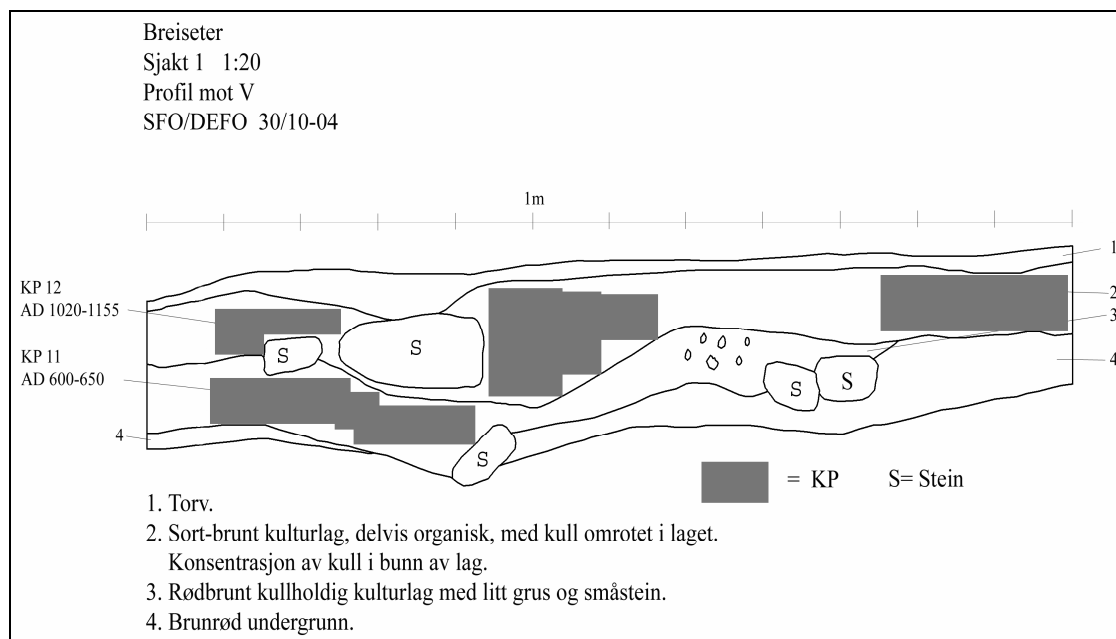 Breiseter
Sjakt 1 1:20
Profil mot V
SFO/DEFO 30/10-04
1m
1
KP 12
2
AD 1020-1155
3
KP 11
S
S
4
AD 600-650
S
S
4
S
= KP S= Stein
1. Torv.
2. Sort-brunt kulturlag, delvis organisk, med kull omrotet i laget.
Konsentrasjon av kull i bunn av lag.
3. Rødbrunt kullholdig kulturlag med litt grus og småstein.
4. Brunrød undergrunn.